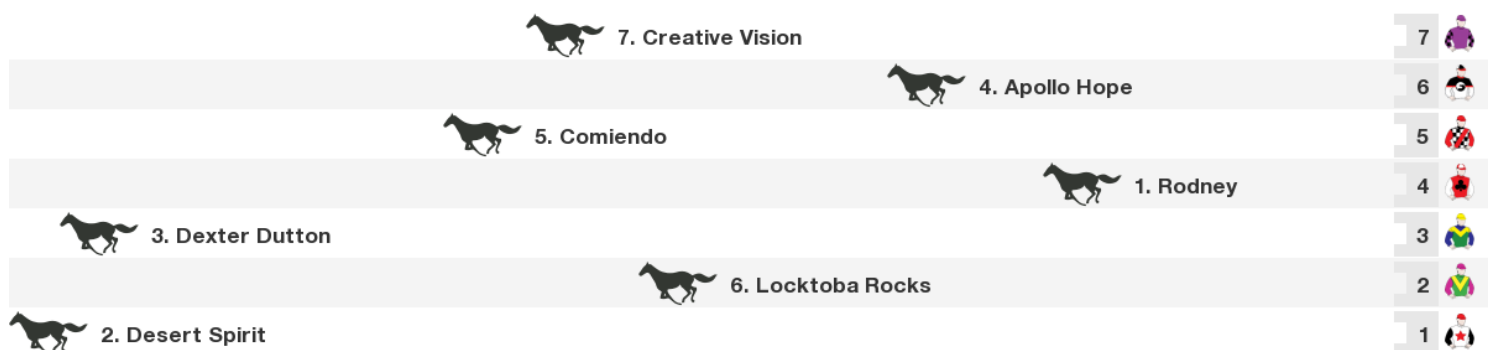 7. Creative Vision 7
4. Apollo Hope 6
5. Comiendo 5
1. Rodney 4
3. Dexter Dutton 3
6. Locktoba Rocks 2
2. Desert Spirit 1